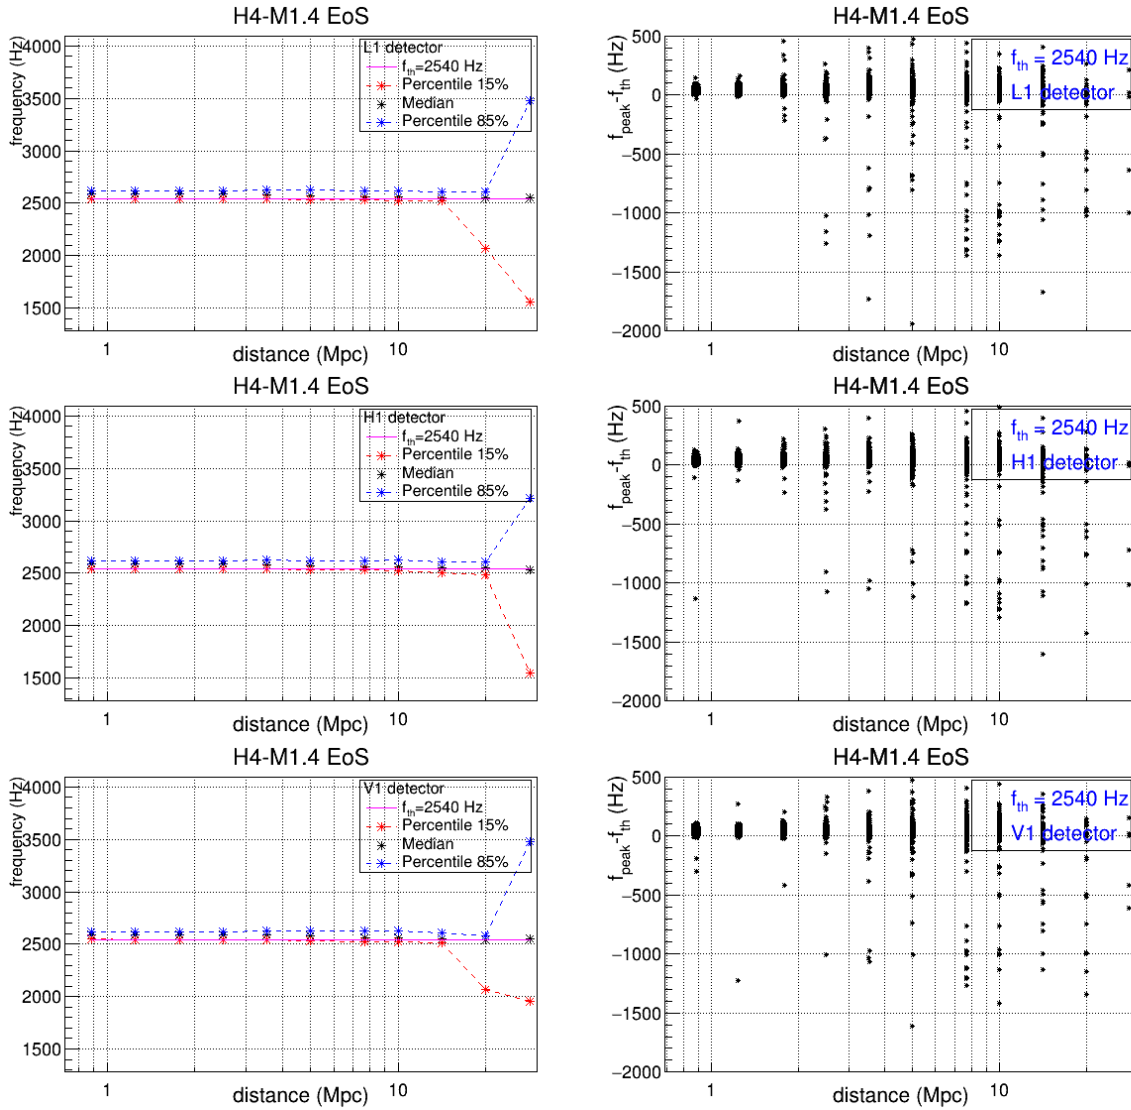 H4-M1.4 EoS
frequency (Hz)
4000
3500
3000
2500
2000
1500
L1 detector
f_th=2540 Hz
Percentile 15%
Median
Percentile 85%
1
10
distance (Mpc)
H4-M1.4 EoS
f_peak-f_th (Hz)
500
0
−500
−1000
−1500
−2000
f_th = 2540 Hz
L1 detector
1
10
distance (Mpc)
H4-M1.4 EoS
frequency (Hz)
4000
3500
3000
2500
2000
1500
H1 detector
f_th=2540 Hz
Percentile 15%
Median
Percentile 85%
1
10
distance (Mpc)
H4-M1.4 EoS
f_peak-f_th (Hz)
500
0
−500
−1000
−1500
−2000
f_th = 2540 Hz
H1 detector
1
10
distance (Mpc)
H4-M1.4 EoS
frequency (Hz)
4000
3500
3000
2500
2000
1500
V1 detector
f_th=2540 Hz
Percentile 15%
Median
Percentile 85%
1
10
distance (Mpc)
H4-M1.4 EoS
f_peak-f_th (Hz)
500
0
−500
−1000
−1500
−2000
f_th = 2540 Hz
V1 detector
1
10
distance (Mpc)